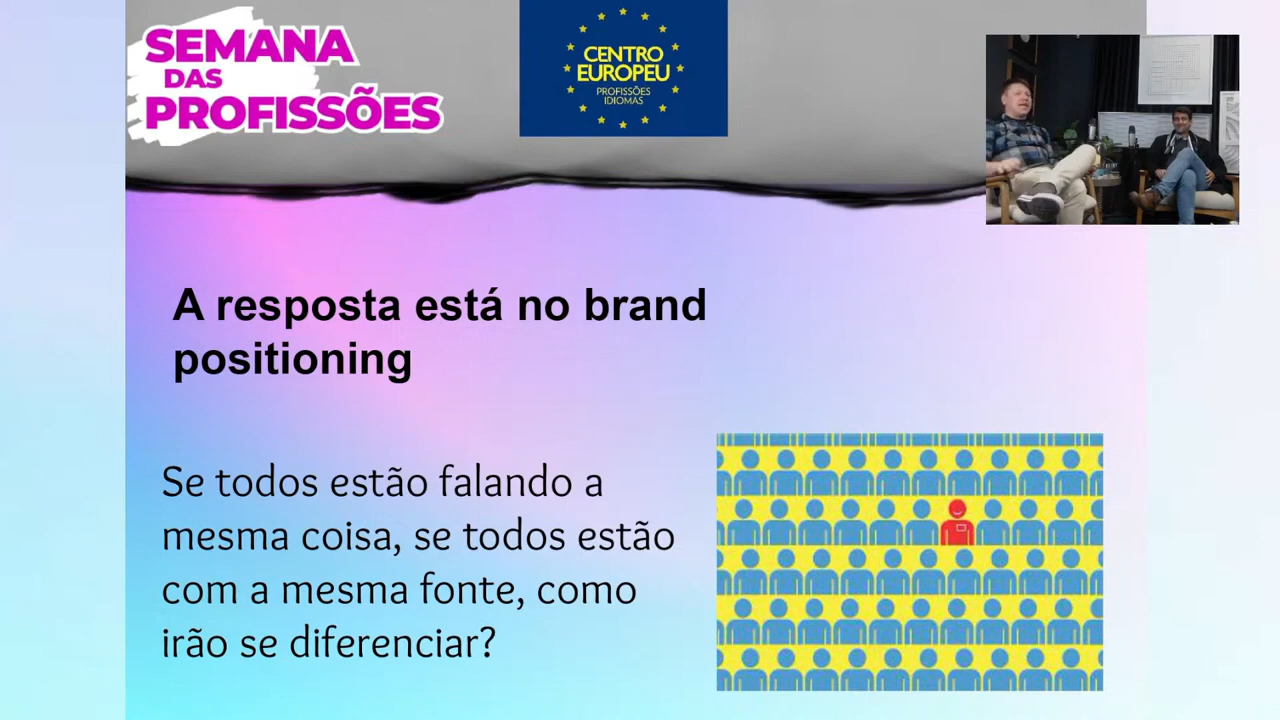 SEMANA
DAS
PROFISSÕES
CENTRO
EUROPEU
PROFISSÕES
IDIOMAS
A resposta está no brand
positioning
Se todos estão falando a
mesma coisa, se todos estão
com a mesma fonte, como
irão se diferenciar?